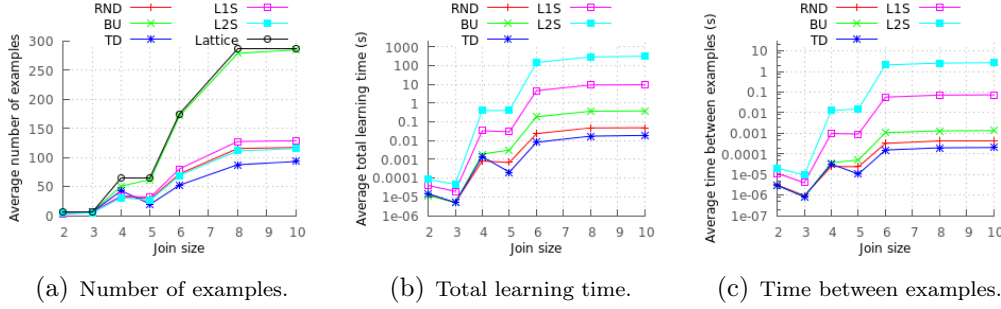 RND L1S
BU L2S
TD Lattice
Average number of examples
300
250
200
150
100
50
0
2 3 4 5 6 7 8 9 10
Join size
(a) Number of examples.
RND L1S
BU L2S
TD
Average total learning time (s)
1000
100
10
1
0.1
0.01
0.001
0.0001
1e-05
1e-06
2 3 4 5 6 7 8 9 10
Join size
(b) Total learning time.
RND L1S
BU L2S
TD
Average time between examples (s)
10
1
0.1
0.01
0.001
0.0001
1e-05
1e-06
1e-07
2 3 4 5 6 7 8 9 10
Join size
(c) Time between examples.